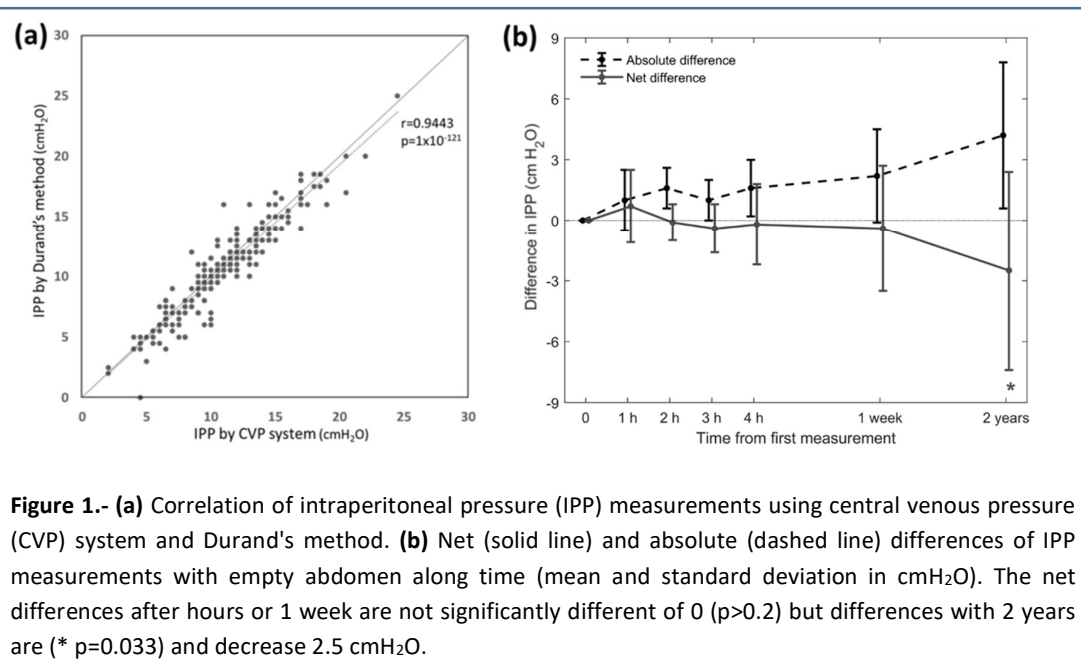 (a)
30
25
20
15
10
5
0
IPP by Durand's method (cmH₂O)
r=0.9443
p=1x10⁻¹²¹
0 5 10 15 20 25 30
IPP by CVP system (cmH₂O)
(b)
9
6
3
0
-3
-6
-9
Difference in IPP (cm H₂O)
Absolute difference
Net difference
*
0 1 h 2 h 3 h 4 h 1 week 2 years
Time from first measurement
Figure 1.- (a) Correlation of intraperitoneal pressure (IPP) measurements using central venous pressure
(CVP) system and Durand's method. (b) Net (solid line) and absolute (dashed line) differences of IPP
measurements with empty abdomen along time (mean and standard deviation in cmH₂O). The net
differences after hours or 1 week are not significantly different of 0 (p>0.2) but differences with 2 years
are (* p=0.033) and decrease 2.5 cmH₂O.